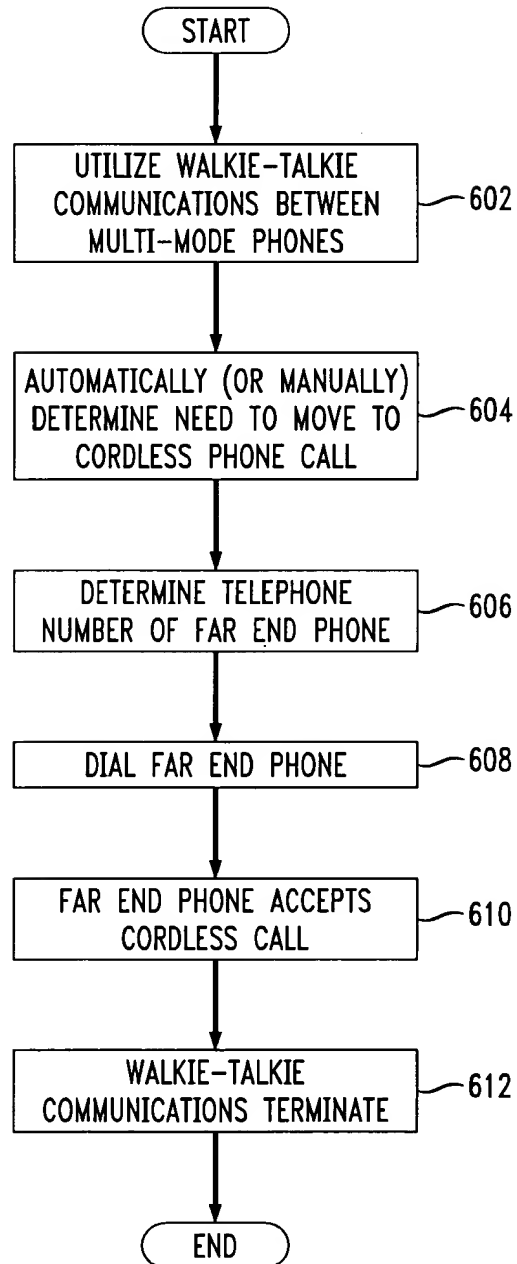 START
UTILIZE WALKIE-TALKIE
COMMUNICATIONS BETWEEN
MULTI-MODE PHONES
602
AUTOMATICALLY (OR MANUALLY)
DETERMINE NEED TO MOVE TO
CORDLESS PHONE CALL
604
DETERMINE TELEPHONE
NUMBER OF FAR END PHONE
606
DIAL FAR END PHONE
608
FAR END PHONE ACCEPTS
CORDLESS CALL
610
WALKIE-TALKIE
COMMUNICATIONS TERMINATE
612
END